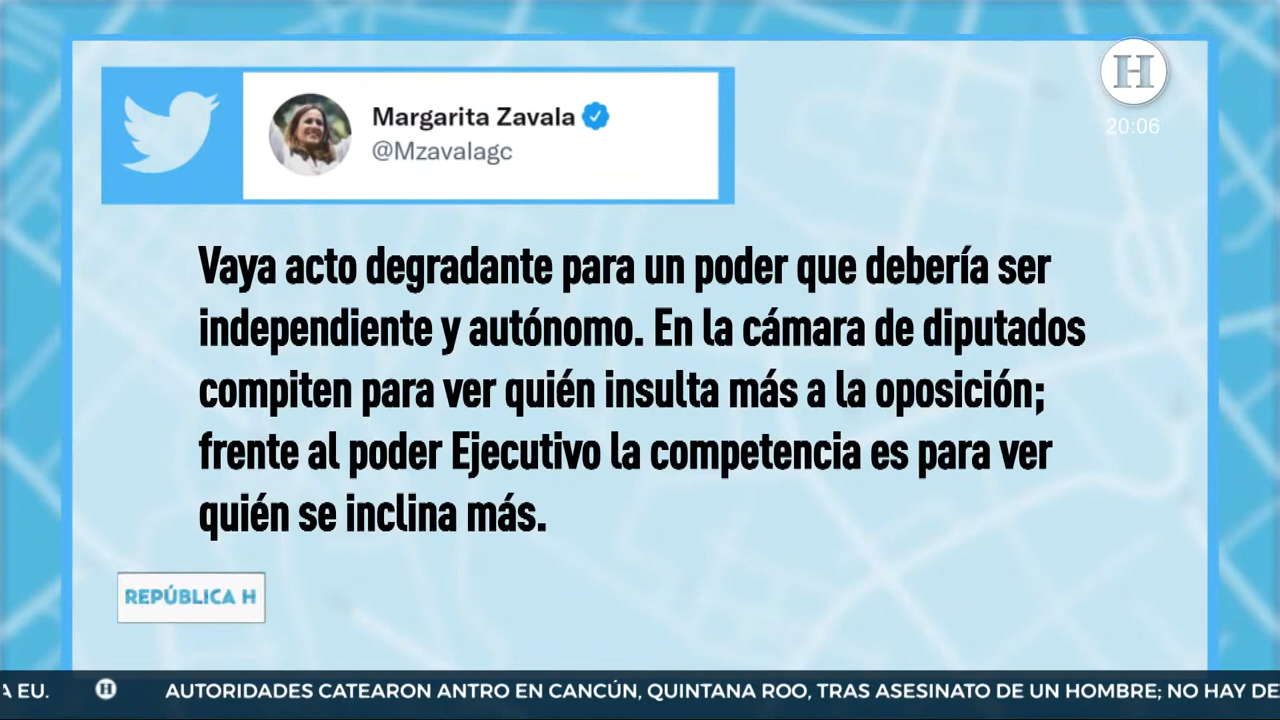 H
20:06
Margarita Zavala
@Mzavalagc
Vaya acto degradante para un poder que debería ser
independiente y autónomo. En la cámara de diputados
compiten para ver quién insulta más a la oposición;
frente al poder Ejecutivo la competencia es para ver
quién se inclina más.
REPÚBLICA H
A EU. H AUTORIDADES CATEARON ANTRO EN CANCÚN, QUINTANA ROO, TRAS ASESINATO DE UN HOMBRE; NO HAY DE